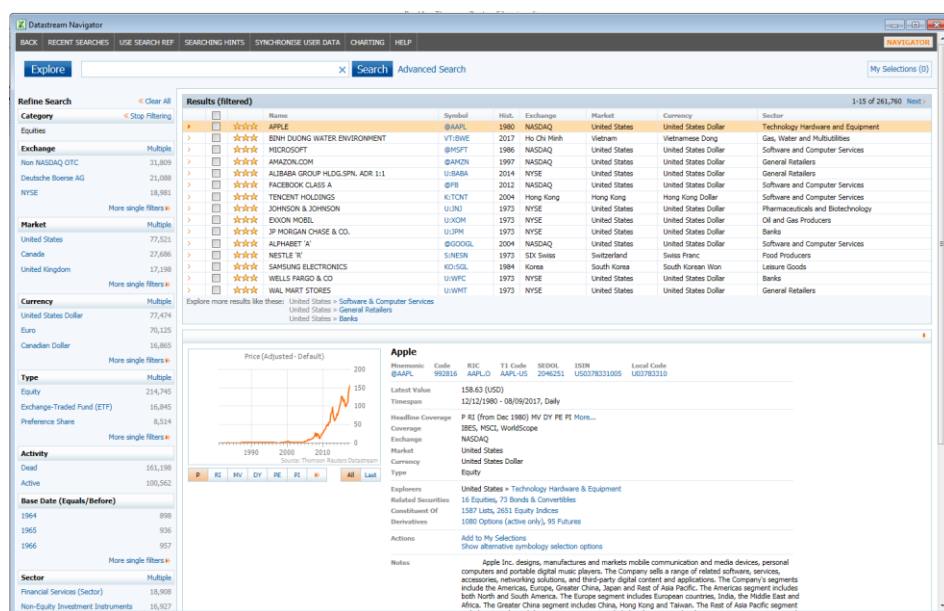 Datastream Navigator
BACK RECENT SEARCHES USE SEARCH REF SEARCHING HINTS SYNCHRONISE USER DATA CHARTING HELP NAVIGATOR
Explore × Search Advanced Search My Selections (0)
Refine Search « Clear All
Category « Stop Filtering
Equities
Exchange Multiple
Non NASDAQ OTC 31,809
Deutsche Boerse AG 21,088
NYSE 18,981
More single filters
Market Multiple
United States 77,521
Canada 27,686
United Kingdom 17,198
More single filters
Currency Multiple
United States Dollar 77,474
Euro 70,125
Canadian Dollar 16,865
More single filters
Type Multiple
Equity 214,745
Exchange-Traded Fund (ETF) 16,845
Preference Share 8,514
More single filters
Activity
Dead 161,198
Active 100,562
Base Date (Equals/Before)
1964 898
1965 936
1966 957
More single filters
Sector Multiple
Financial Services (Sector) 18,908
Non-Equity Investment Instruments 16,927
Results (filtered) 1-15 of 261,760 Next ›
Name Symbol Hist. Exchange Market Currency Sector
APPLE @AAPL 1980 NASDAQ United States United States Dollar Technology Hardware and Equipment
BINH DUONG WATER ENVIRONMENT VT:BWE 2017 Ho Chi Minh Vietnam Vietnamese Dong Gas, Water and Multiutilities
MICROSOFT @MSFT 1986 NASDAQ United States United States Dollar Software and Computer Services
AMAZON.COM @AMZN 1997 NASDAQ United States United States Dollar General Retailers
ALIBABA GROUP HLDG.SPN. ADR 1:1 U:BABA 2014 NYSE United States United States Dollar General Retailers
FACEBOOK CLASS A @FB 2012 NASDAQ United States United States Dollar Software and Computer Services
TENCENT HOLDINGS K:TCNT 2004 Hong Kong Hong Kong Hong Kong Dollar Software and Computer Services
JOHNSON & JOHNSON U:JNJ 1973 NYSE United States United States Dollar Pharmaceuticals and Biotechnology
EXXON MOBIL U:XOM 1973 NYSE United States United States Dollar Oil and Gas Producers
JP MORGAN CHASE & CO. U:JPM 1973 NYSE United States United States Dollar Banks
ALPHABET 'A' @GOOGL 2004 NASDAQ United States United States Dollar Software and Computer Services
NESTLE 'R' S:NESN 1973 SIX Swiss Switzerland Swiss Franc Food Producers
SAMSUNG ELECTRONICS KO:SGL 1984 Korea South Korea South Korean Won Leisure Goods
WELLS FARGO & CO U:WFC 1973 NYSE United States United States Dollar Banks
WAL MART STORES U:WMT 1973 NYSE United States United States Dollar General Retailers
Explore more results like these: United States > Software & Computer Services
United States > General Retailers
United States > Banks
Price (Adjusted - Default)
200
150
100
50
0
1990 2000 2010
Source: Thomson Reuters Datastream
P RI MV DY PE PI All Last
Apple
Mnemonic Code RIC T1 Code SEDOL ISIN Local Code
@AAPL 992816 AAPL.O AAPL-US 2046251 US0378331005 U03783310
Latest Value 158.63 (USD)
Timespan 12/12/1980 - 08/09/2017, Daily
Headline Coverage P RI (from Dec 1980) MV DY PE PI More...
Coverage IBES, MSCI, WorldScope
Exchange NASDAQ
Market United States
Currency United States Dollar
Type Equity
Explorers United States » Technology Hardware & Equipment
Related Securities 16 Equities, 73 Bonds & Convertibles
Constituent Of 1587 Lists, 2651 Equity Indices
Derivatives 1080 Options (active only), 95 Futures
Actions Add to My Selections
Show alternative symbology selection options
Notes Apple Inc. designs, manufactures and markets mobile communication and media devices, personal
computers and portable digital music players. The Company sells a range of related software, services,
accessories, networking solutions, and third-party digital content and applications. The Company's segments
include the Americas, Europe, Greater China, Japan and Rest of Asia Pacific. The Americas segment includes
both North and South America. The Europe segment includes European countries, India, the Middle East and
Africa. The Greater China segment includes China, Hong Kong and Taiwan. The Rest of Asia Pacific segment